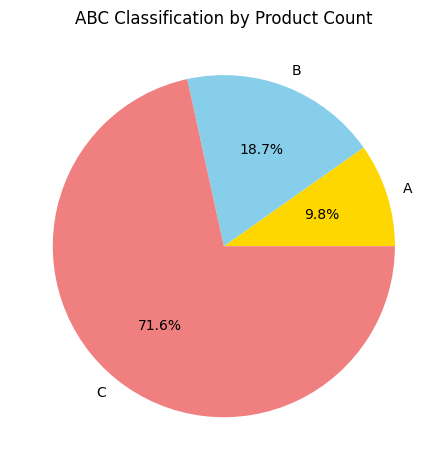 ABC Classification by Product Count
B
18.7%
A
9.8%
71.6%
C